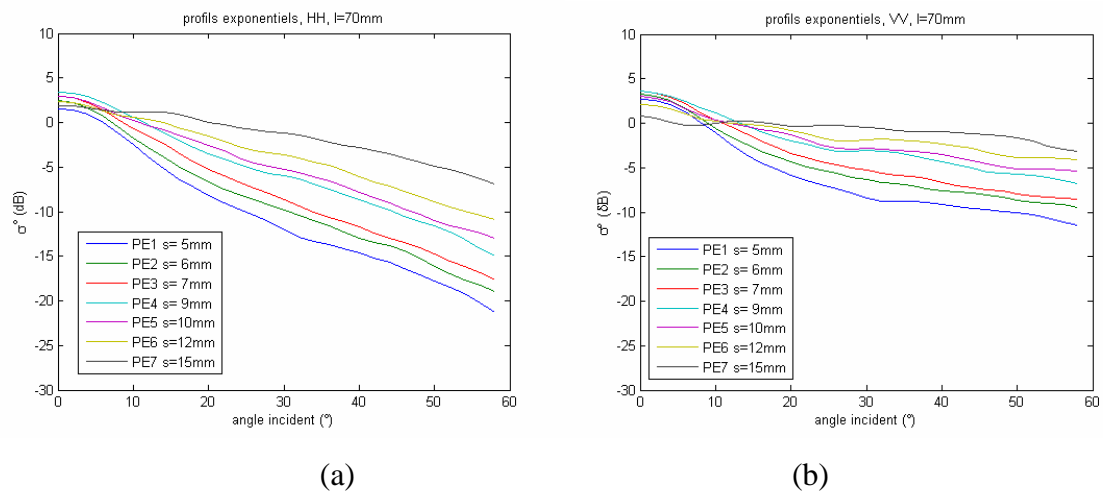 profils exponentiels, HH, l=70mm
10
5
0
-5
-10
-15
-20
-25
-30
σ° (dB)
PE1 s= 5mm
PE2 s= 6mm
PE3 s= 7mm
PE4 s= 9mm
PE5 s=10mm
PE6 s=12mm
PE7 s=15mm
0 10 20 30 40 50 60
angle incident (°)
(a)
profils exponentiels, VV, l=70mm
10
5
0
-5
-10
-15
-20
-25
-30
σ° (δB)
PE1 s= 5mm
PE2 s= 6mm
PE3 s= 7mm
PE4 s= 9mm
PE5 s=10mm
PE6 s=12mm
PE7 s=15mm
0 10 20 30 40 50 60
angle incident (°)
(b)